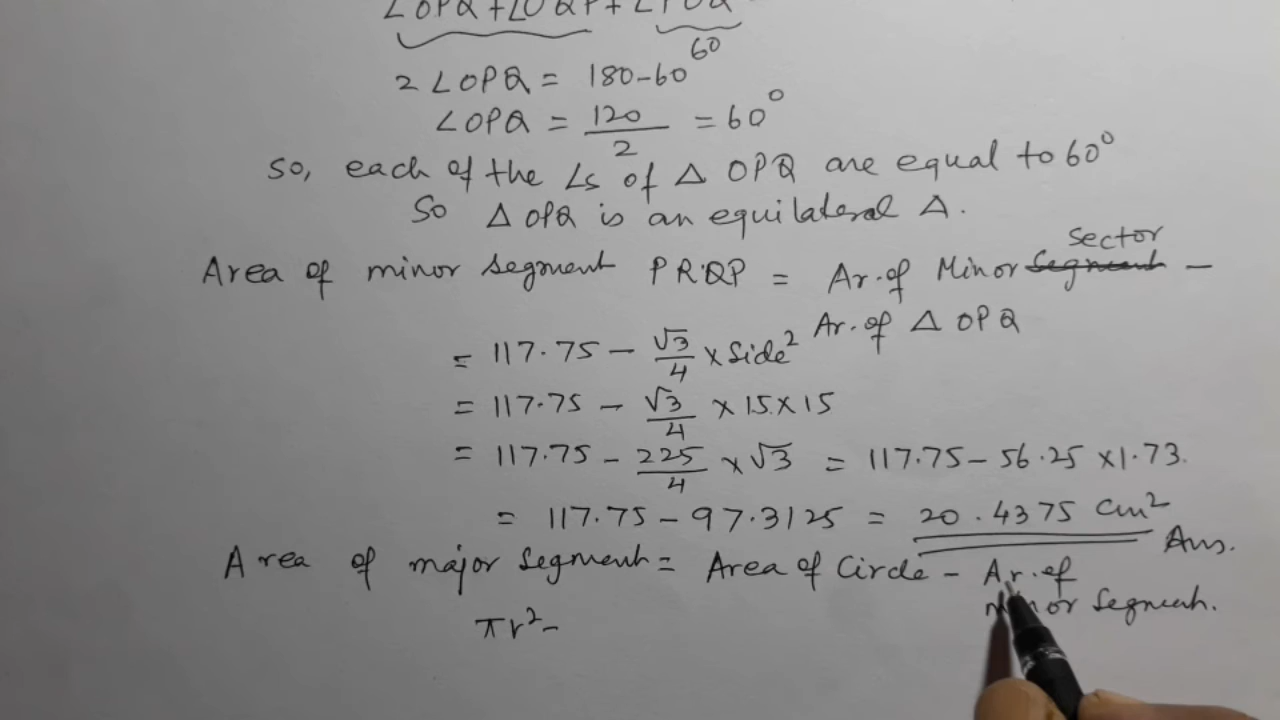 ∠OPQ + ∠OQP + ∠POQ
60
2 ∠OPQ = 180-60
∠OPQ = 120/2 = 60°
So, each of the ∠s of Δ OPQ are equal to 60°
So Δ OPQ is an equilateral Δ.
Sector
Area of minor segment PRQP = Ar. of Minor Segment -
Ar. of Δ OPQ
= 117.75 - √3/4 × Side²
= 117.75 - √3/4 × 15×15
= 117.75 - 225/4 × √3 = 117.75 - 56.25 ×1.73.
= 117.75 - 97.3125 = 20.4375 cm²
Ans.
Area of major Segment = Area of Circle - Ar. of
minor Segment.
πr² -